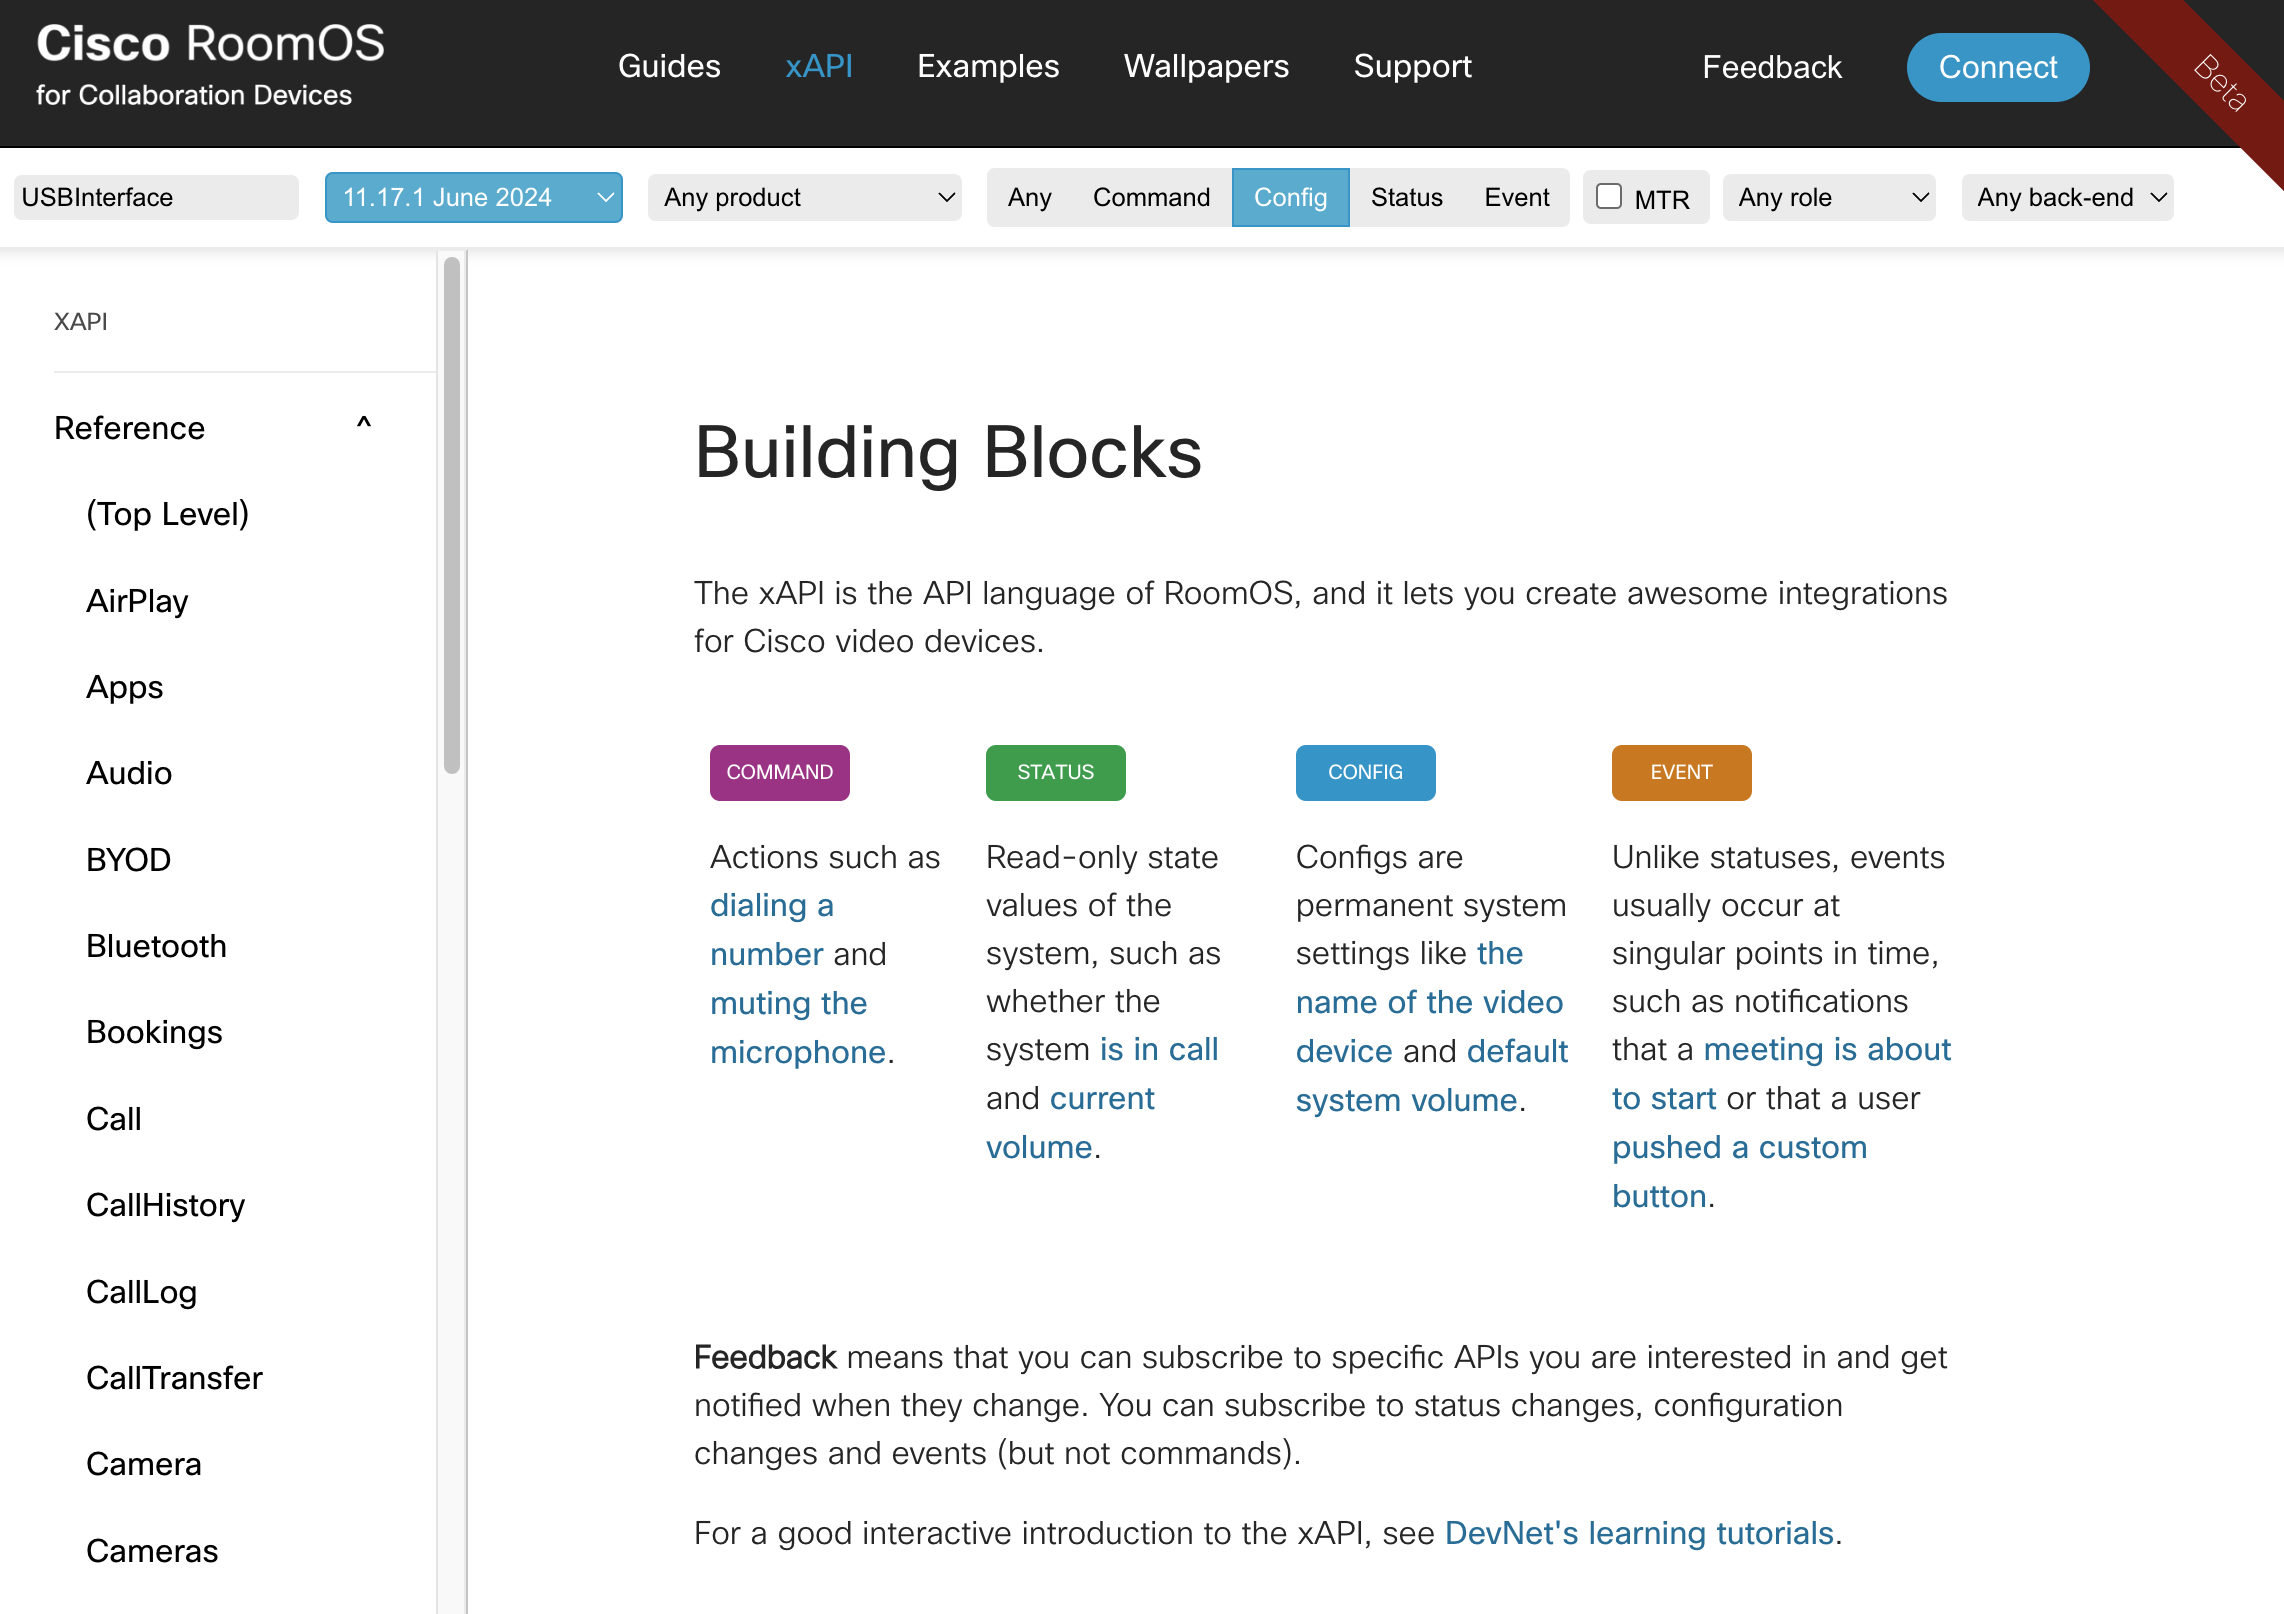 Cisco RoomOS
for Collaboration Devices
Guides xAPI Examples Wallpapers Support Feedback Connect
Beta
USBInterface 11.17.1 June 2024 Any product Any Command Config Status Event MTR Any role Any back-end
XAPI
Reference ^
(Top Level)
AirPlay
Apps
Audio
BYOD
Bluetooth
Bookings
Call
CallHistory
CallLog
CallTransfer
Camera
Cameras
Building Blocks
The xAPI is the API language of RoomOS, and it lets you create awesome integrations
for Cisco video devices.
COMMAND
Actions such as
dialing a
number and
muting the
microphone.
STATUS
Read-only state
values of the
system, such as
whether the
system is in call
and current
volume.
CONFIG
Configs are
permanent system
settings like the
name of the video
device and default
system volume.
EVENT
Unlike statuses, events
usually occur at
singular points in time,
such as notifications
that a meeting is about
to start or that a user
pushed a custom
button.
Feedback means that you can subscribe to specific APIs you are interested in and get
notified when they change. You can subscribe to status changes, configuration
changes and events (but not commands).
For a good interactive introduction to the xAPI, see DevNet's learning tutorials.